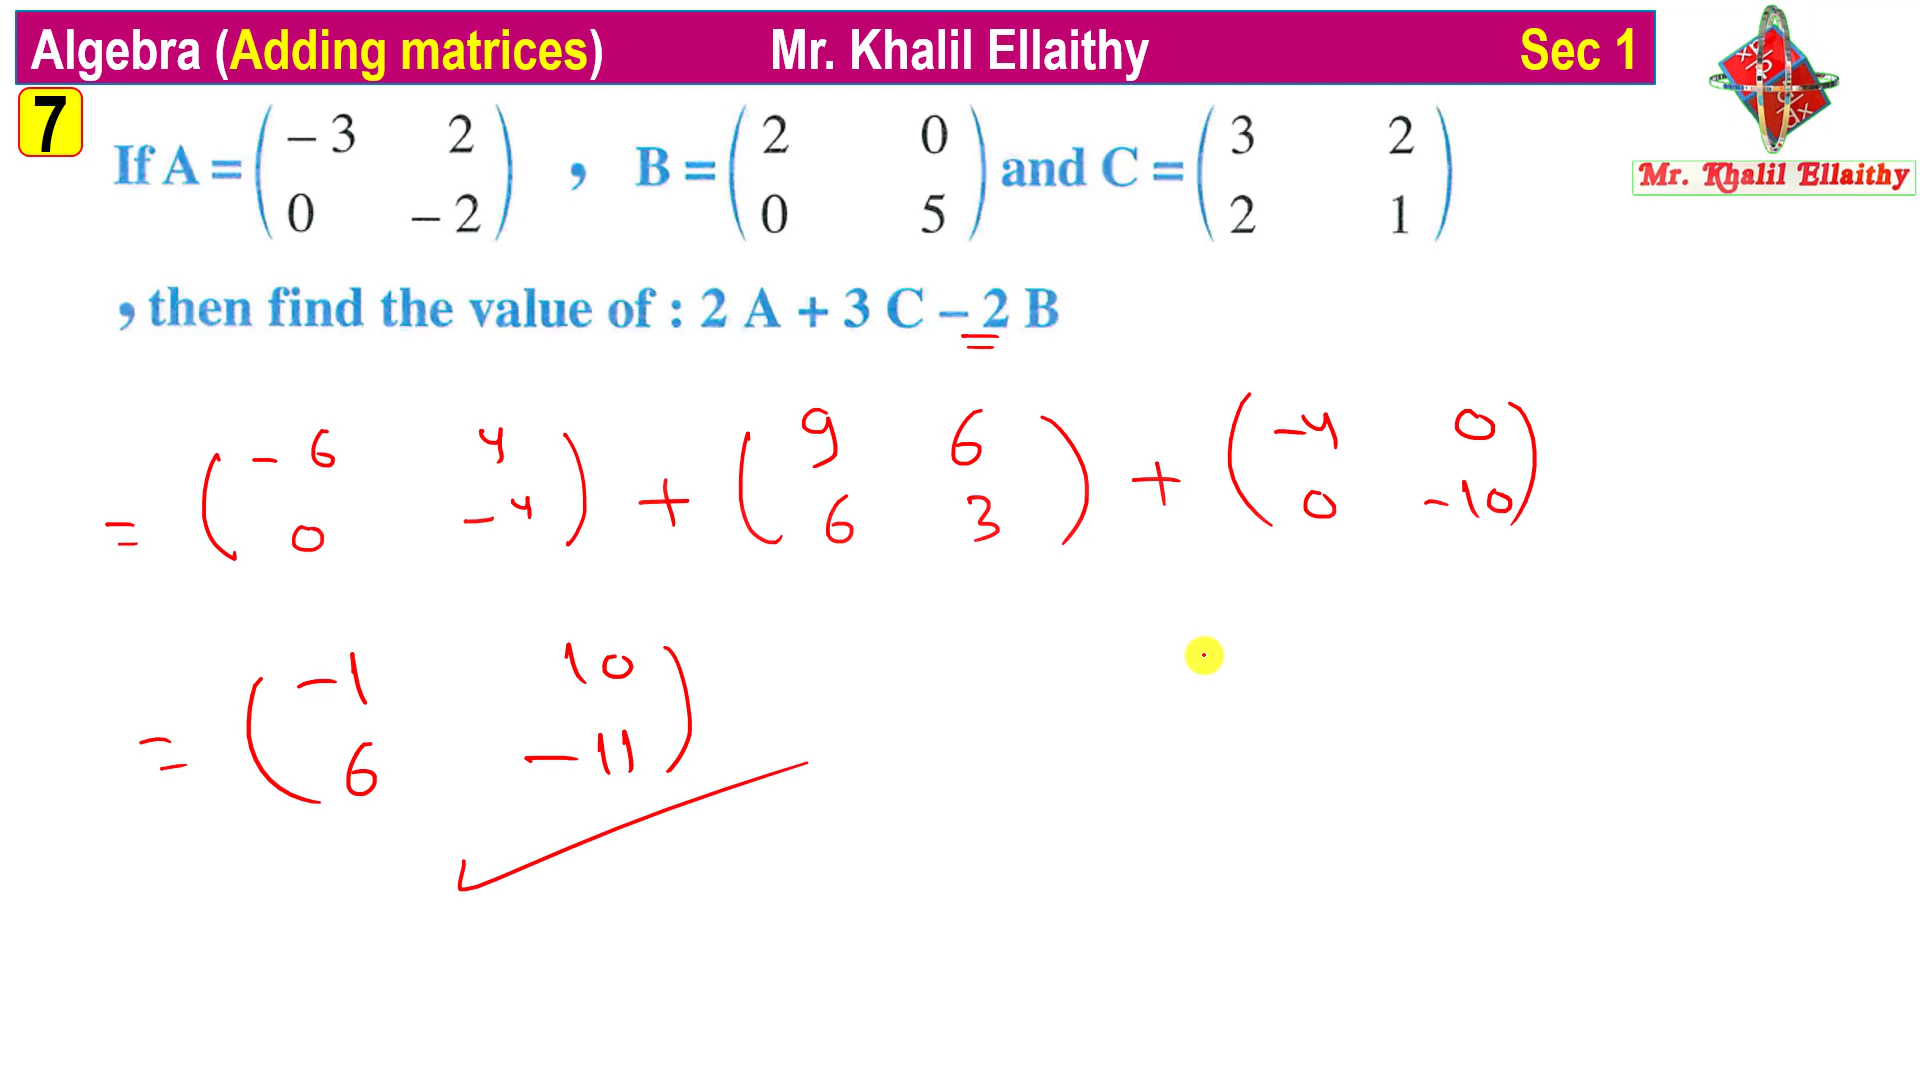 Algebra (Adding matrices) Mr. Khalil Ellaithy Sec 1
7
If A = ( – 3 2 0 – 2 ) , B = ( 2 0 0 5 ) and C = ( 3 2 2 1 )
Mr. Khalil Ellaithy
, then find the value of : 2 A + 3 C – 2 B
= ( - 6 4 0 - 4 ) + ( 9 6 6 3 ) + ( -4 0 0 -10 )
= ( -1 10 6 -11 )